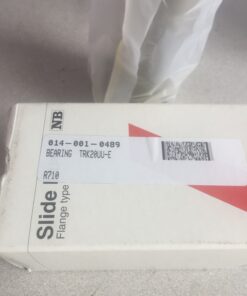 NB
014-001-0489
BEARING TRK20UU-E
R710
Slide
Flange type